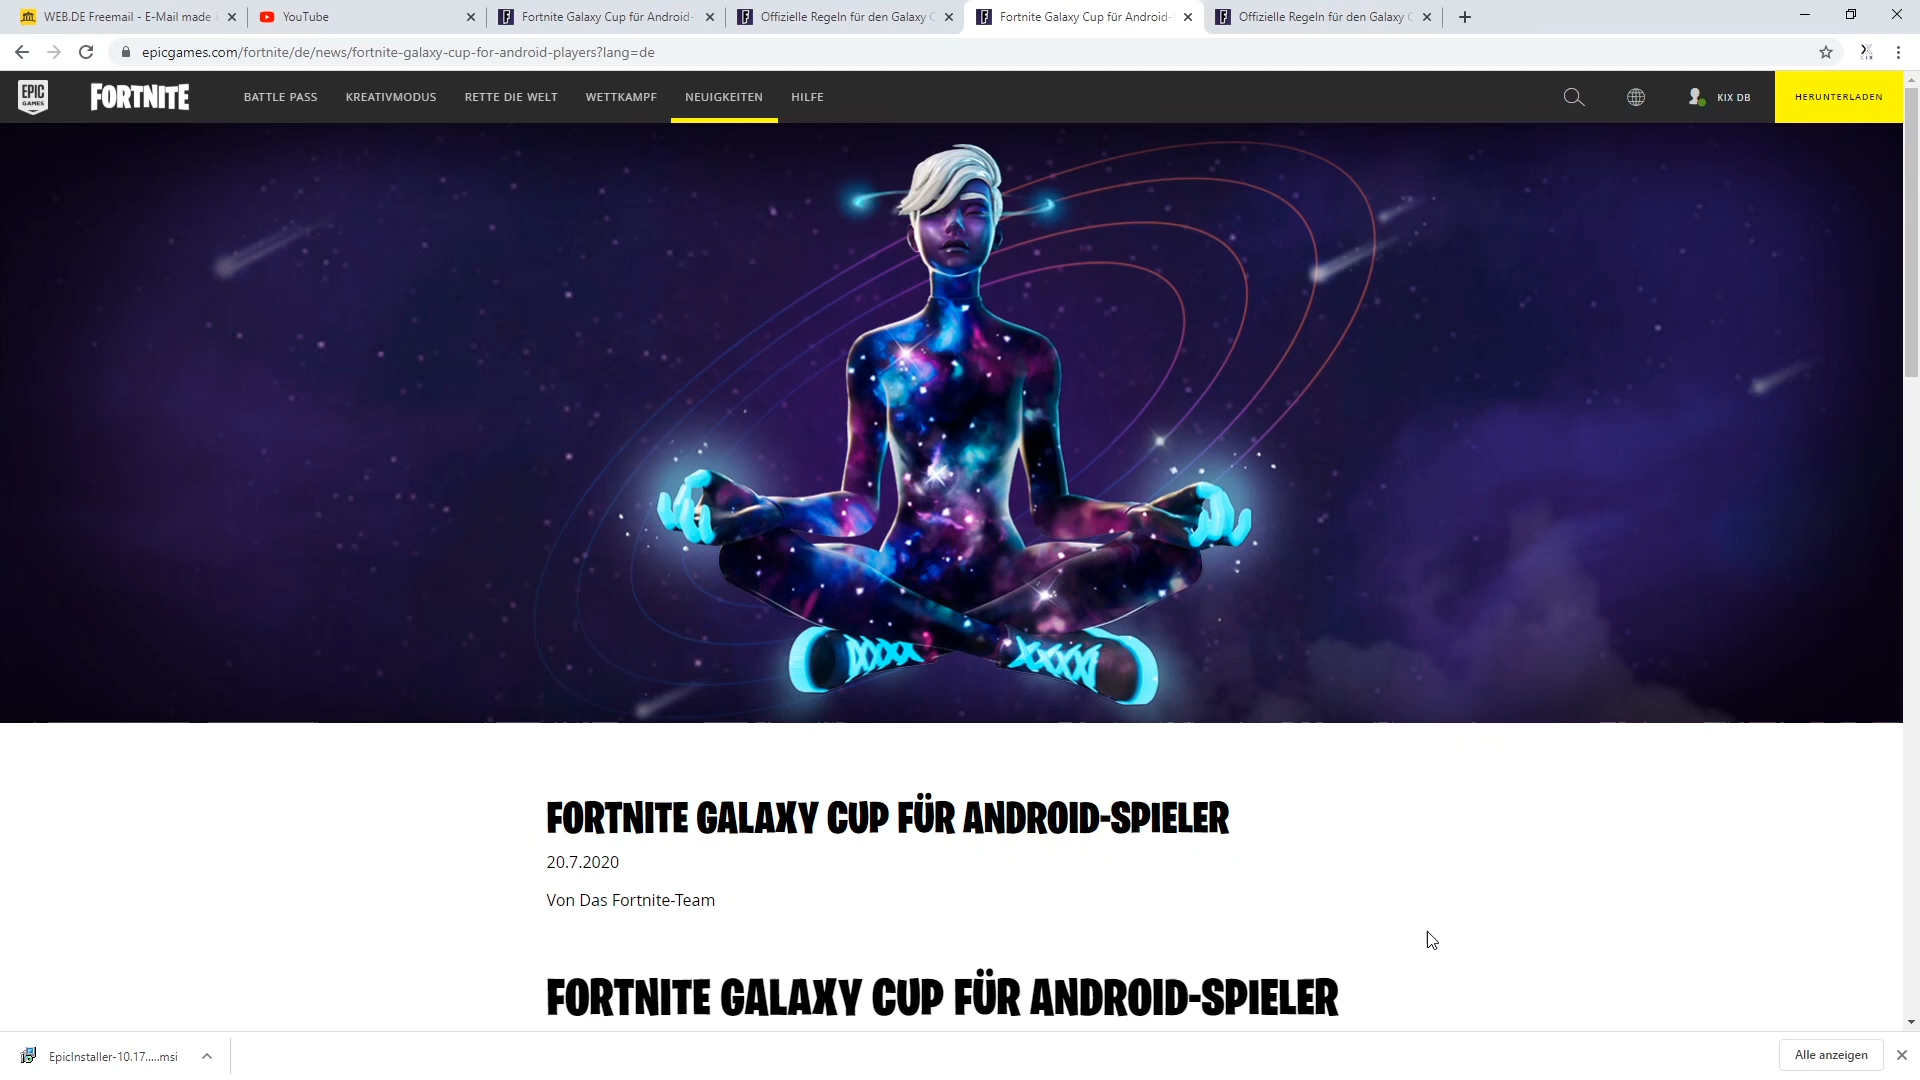 WEB.DE Freemail - E-Mail made
YouTube
Fortnite Galaxy Cup für Android-
Offizielle Regeln für den Galaxy C
Fortnite Galaxy Cup für Android-
Offizielle Regeln für den Galaxy C
epicgames.com/fortnite/de/news/fortnite-galaxy-cup-for-android-players?lang=de
EPIC GAMES
FORTNITE
BATTLE PASS
KREATIVMODUS
RETTE DIE WELT
WETTKAMPF
NEUIGKEITEN
HILFE
KIX DB
HERUNTERLADEN
FORTNITE GALAXY CUP FÜR ANDROID-SPIELER
20.7.2020
Von Das Fortnite-Team
FORTNITE GALAXY CUP FÜR ANDROID-SPIELER
EpicInstaller-10.17.....msi
Alle anzeigen